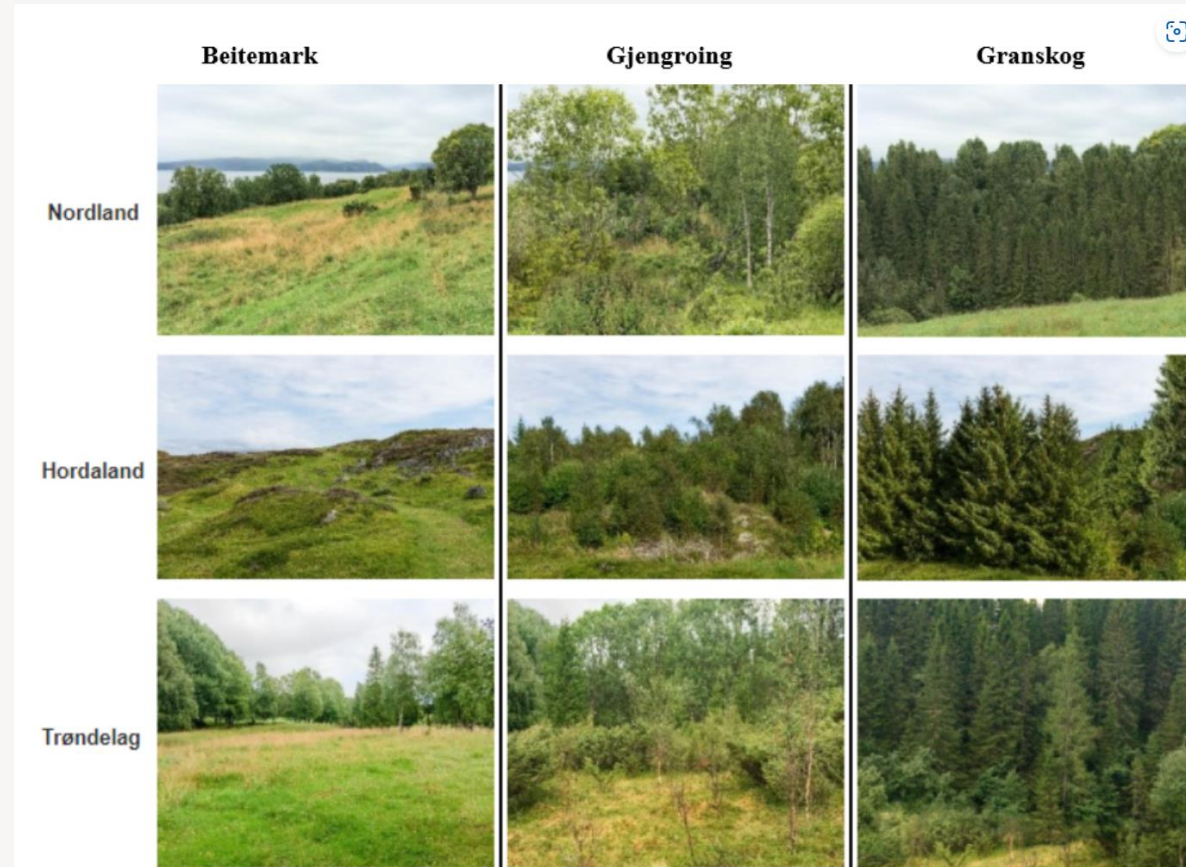 Beitemark
Gjengroing
Granskog
Nordland
Hordaland
Trøndelag